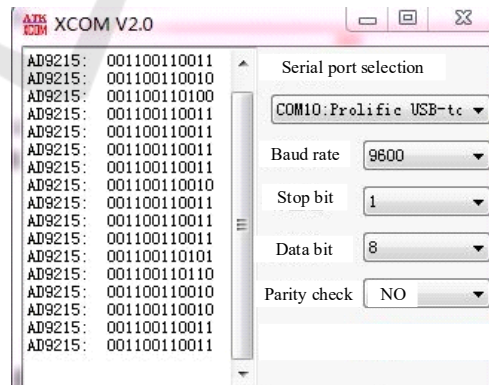 ATK XCOM XCOM V2.0
AD9215: 001100110011
AD9215: 001100110010
AD9215: 001100110100
AD9215: 001100110011
AD9215: 001100110011
AD9215: 001100110011
AD9215: 001100110011
AD9215: 001100110010
AD9215: 001100110011
AD9215: 001100110011
AD9215: 001100110011
AD9215: 001100110101
AD9215: 001100110110
AD9215: 001100110010
AD9215: 001100110010
AD9215: 001100110011
AD9215: 001100110011
Serial port selection
COM10:Prolific USB-to
Baud rate 9600
Stop bit 1
Data bit 8
Parity check NO